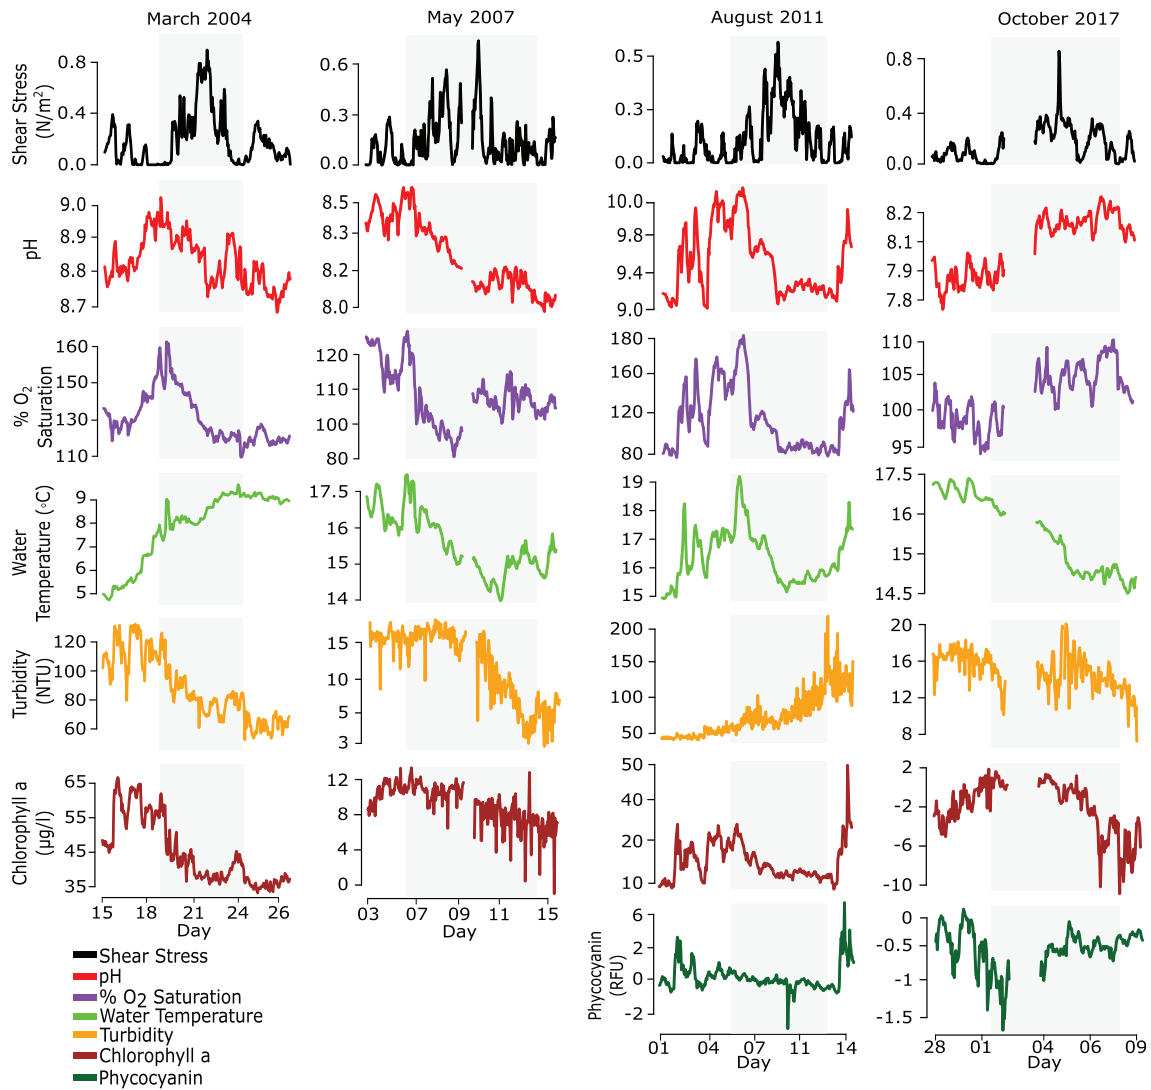 March 2004 May 2007 August 2011 October 2017
Shear Stress
(N/m²)
0.8 0.4 0.0
0.6 0.3 0.0
0.5 0.3 0.0
0.8 0.4 0.0
pH
9.0 8.9 8.8 8.7
8.5 8.3 8.2 8.0
10.0 9.8 9.4 9.0
8.2 8.1 7.9 7.8
% O₂
Saturation
160 150 130 110
120 100 80
180 160 120 80
110 105 100 95
Water
Temperature (◦C)
9 8 7 6 5
17.5 16 15 14
19 18 17 16 15
17.5 16 15 14.5
Turbidity
(NTU)
120 100 80 60
15 10 5 3
200 150 100 50
20 16 12 8
Chlorophyll a
(µg/l)
65 55 45 35
12 8 4 0
50 40 20 10
2 -2 -6 -10
15 18 21 24 26
Day
03 07 09 11 15
Day
Phycocyanin
(RFU)
6 2 0 -2
0 -0.5 -1 -1.5
01 04 07 11 14
Day
28 01 04 06 09
Day
Shear Stress
pH
% O₂ Saturation
Water Temperature
Turbidity
Chlorophyll a
Phycocyanin